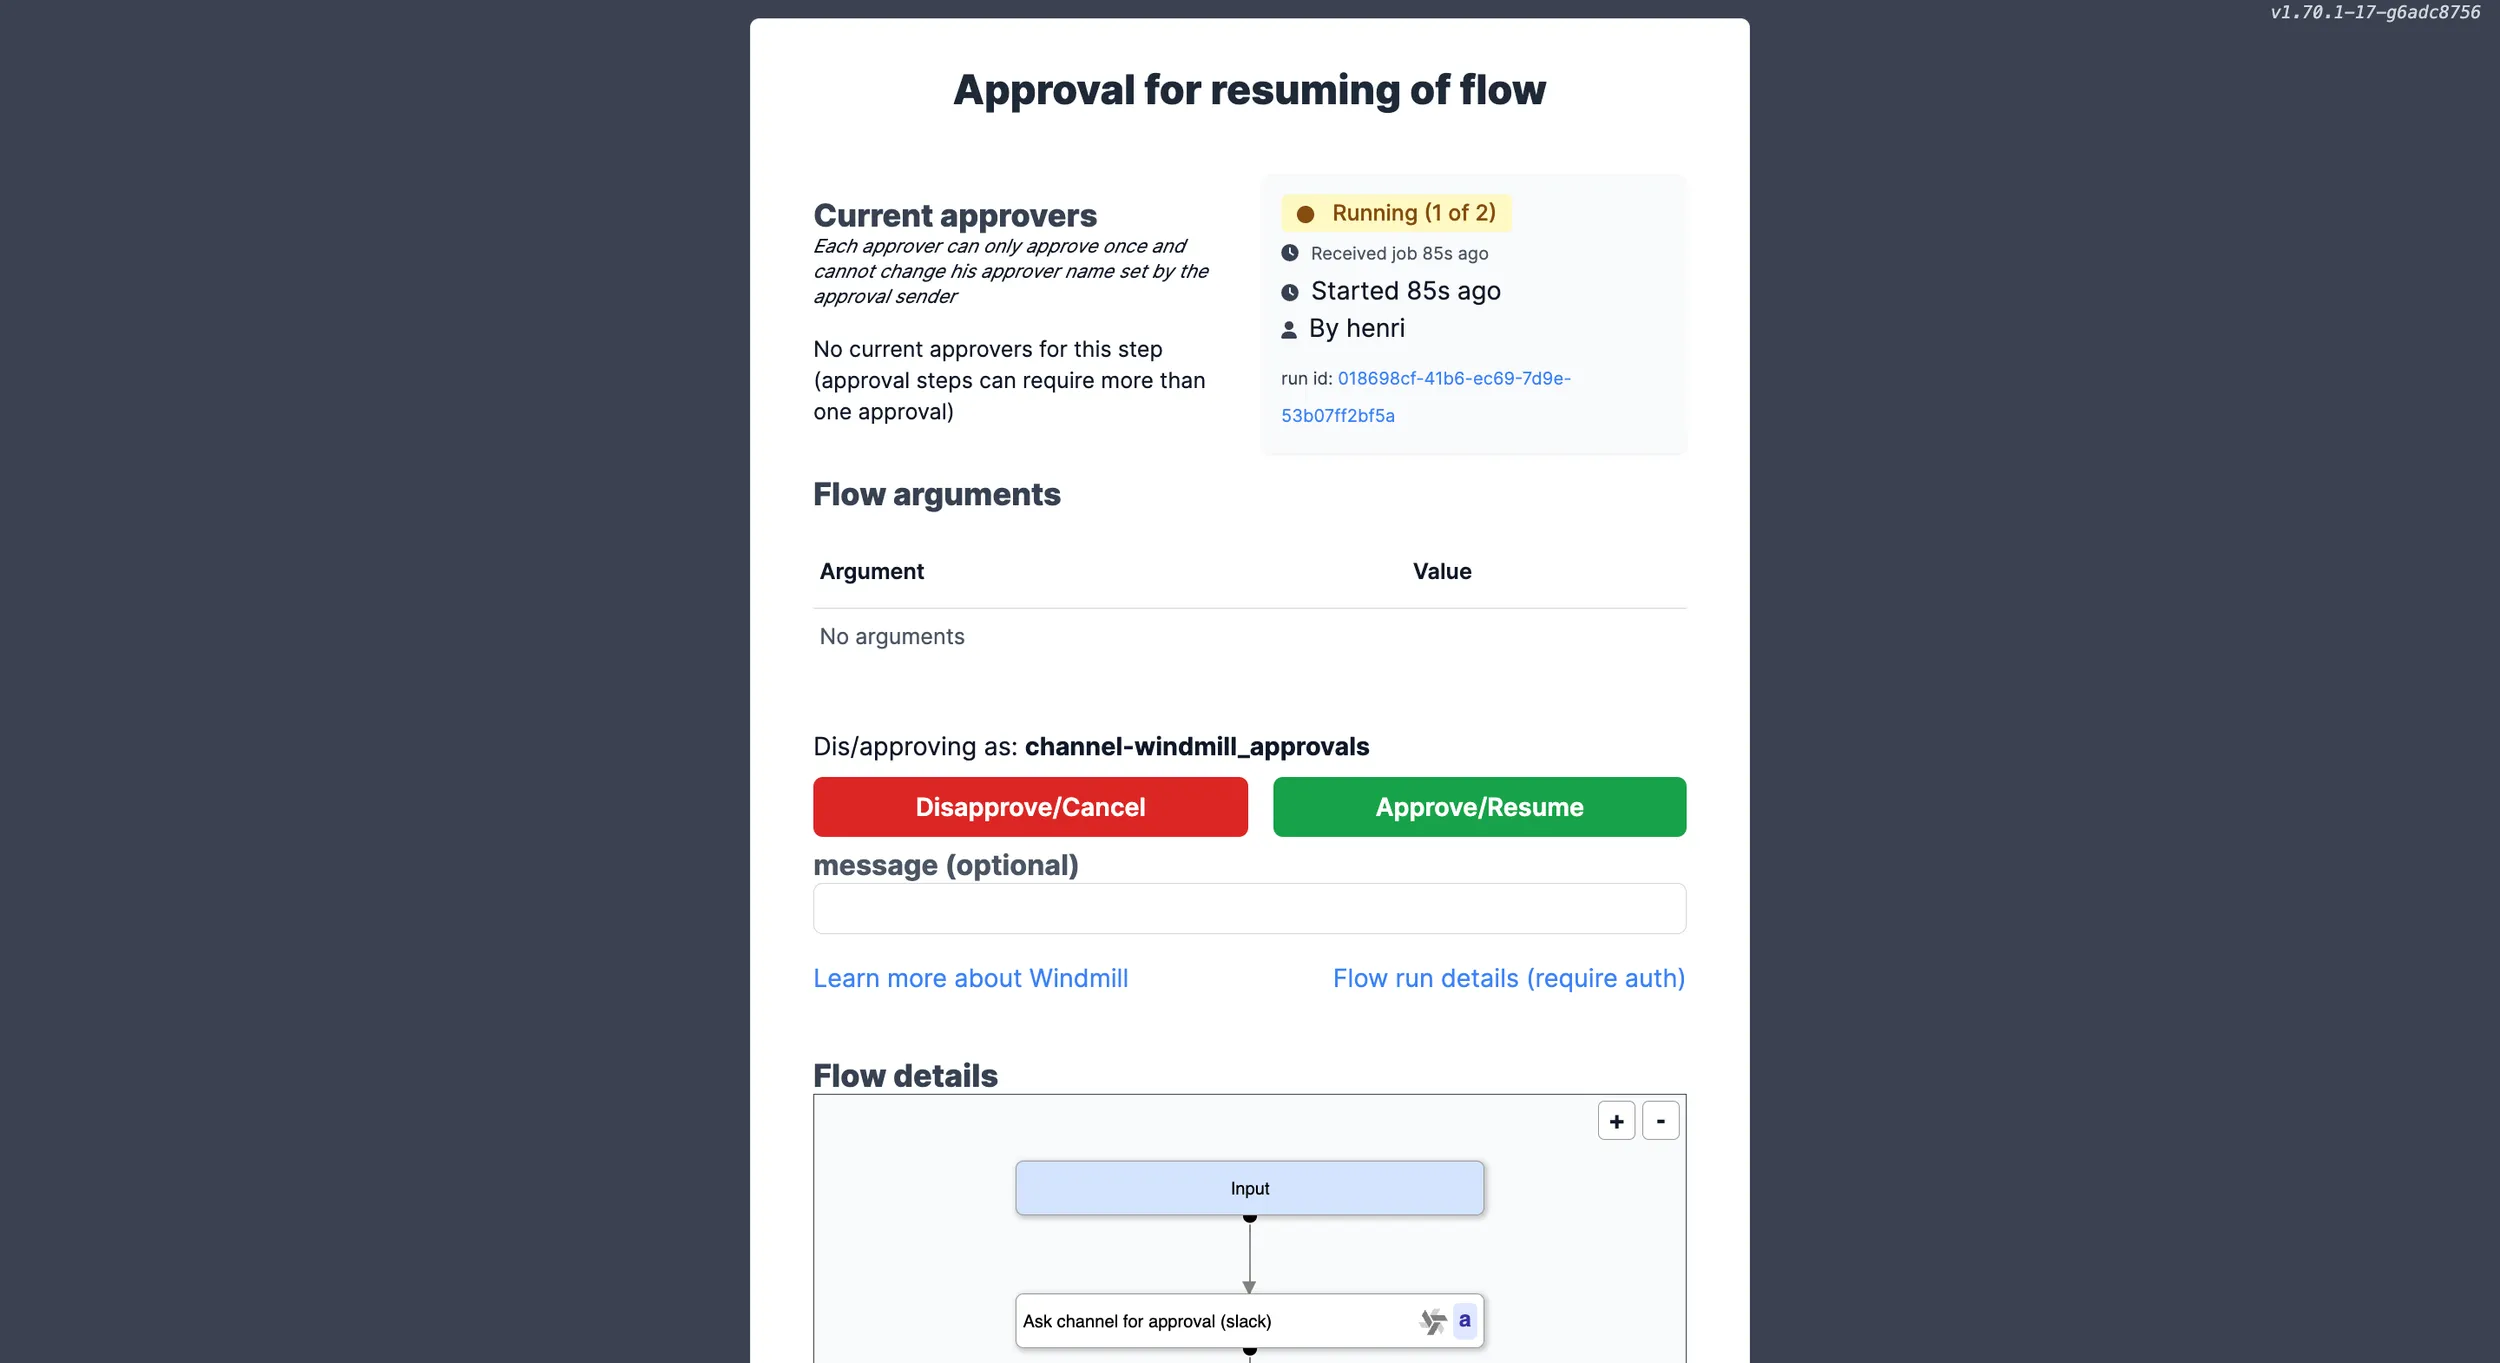 v1.70.1-17-g6adc8756
Approval for resuming of flow
Current approvers
Each approver can only approve once and
cannot change his approver name set by the
approval sender
No current approvers for this step
(approval steps can require more than
one approval)
Running (1 of 2)
Received job 85s ago
Started 85s ago
By henri
run id: 018698cf-41b6-ec69-7d9e-
53b07ff2bf5a
Flow arguments
Argument Value
No arguments
Dis/approving as: channel-windmill_approvals
Disapprove/Cancel Approve/Resume
message (optional)
Learn more about Windmill Flow run details (require auth)
Flow details
+ -
Input
Ask channel for approval (slack) a